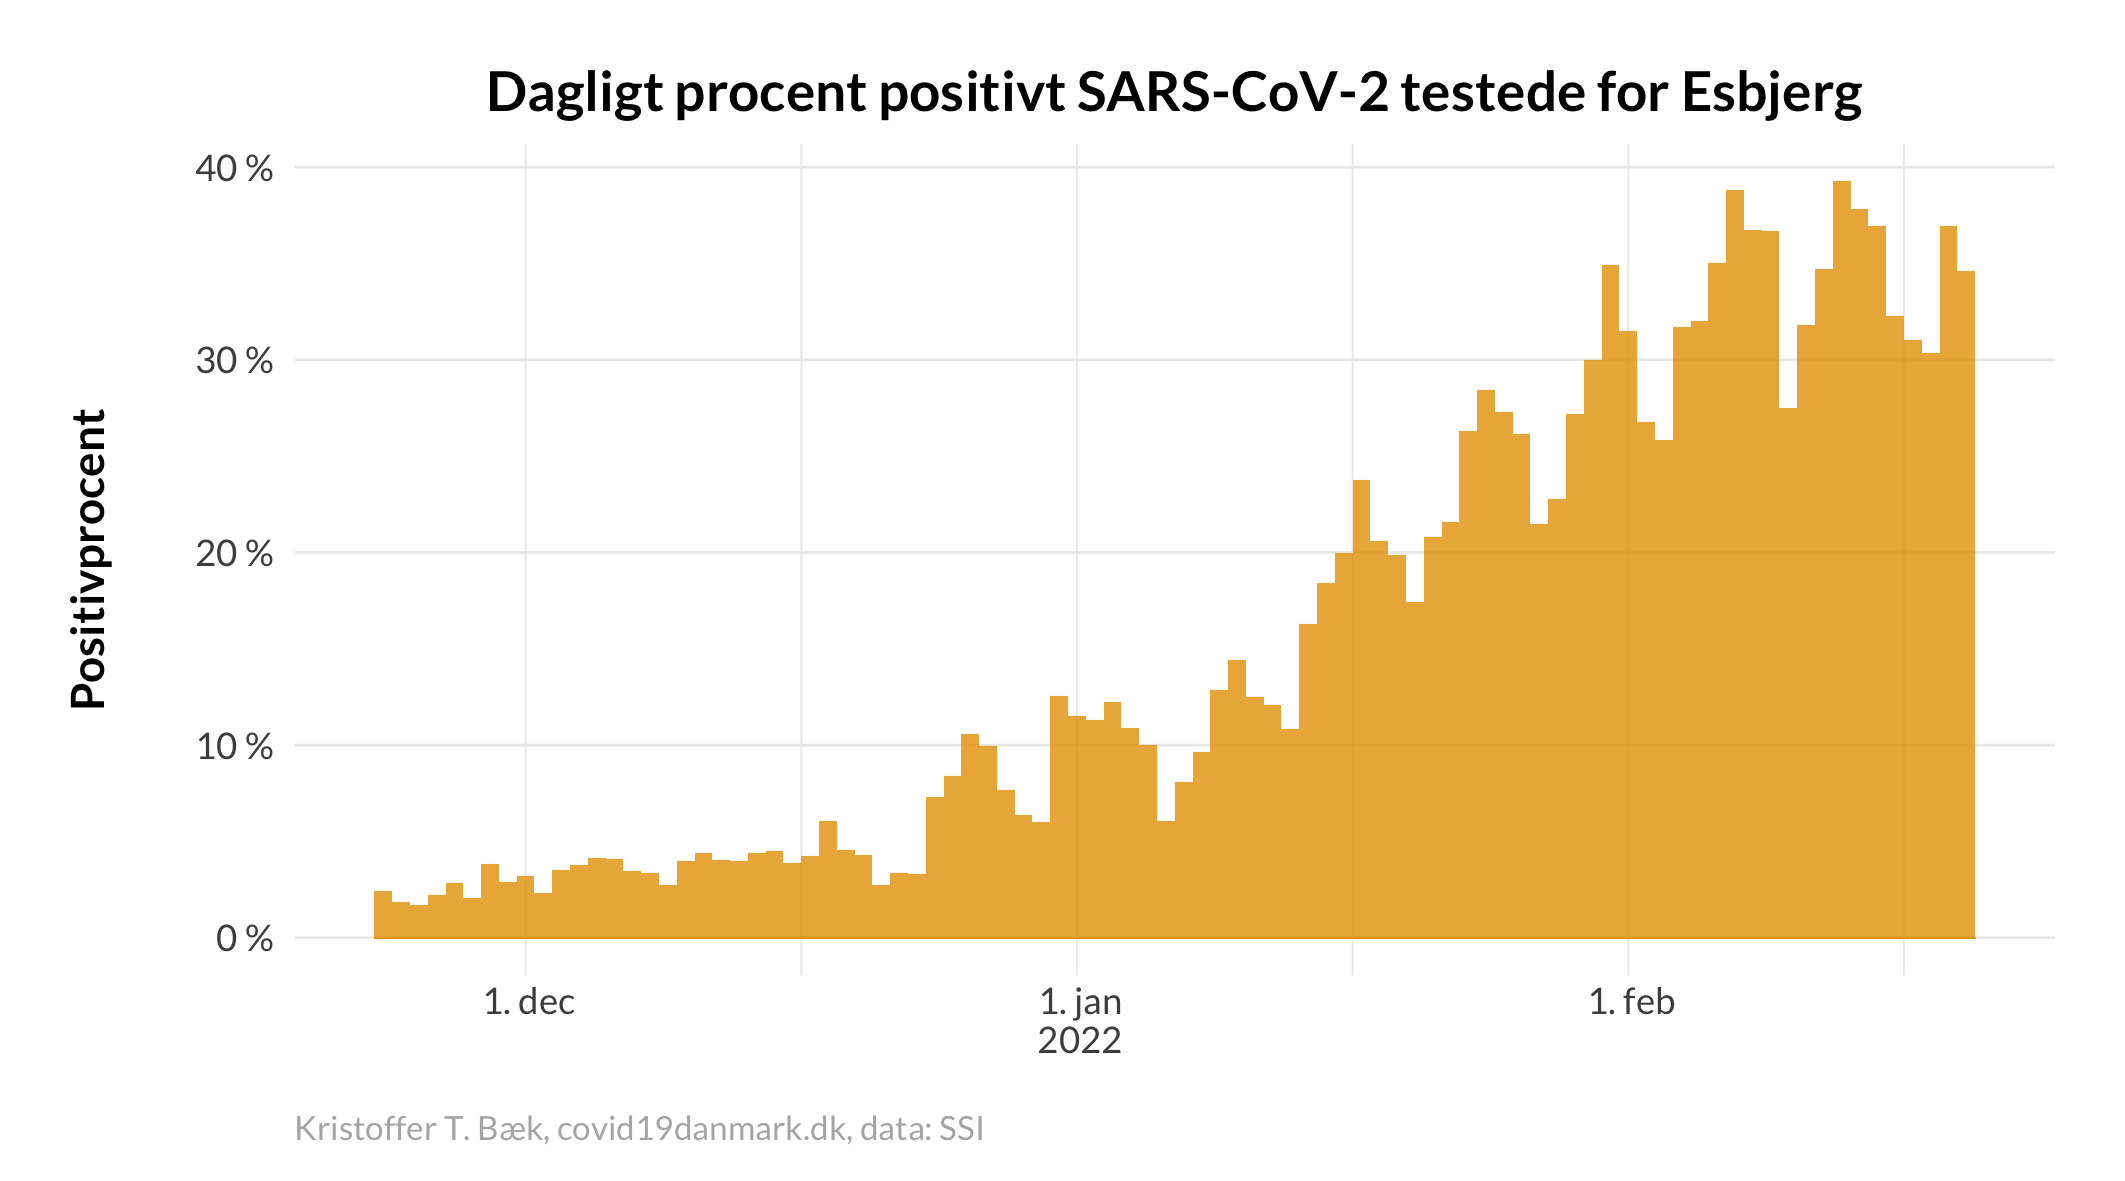 Dagligt procent positivt SARS-CoV-2 testede for Esbjerg
Positivprocent
40 %
30 %
20 %
10 %
0 %
1. dec
1. jan
2022
1. feb
Kristoffer T. Bæk, covid19danmark.dk, data: SSI